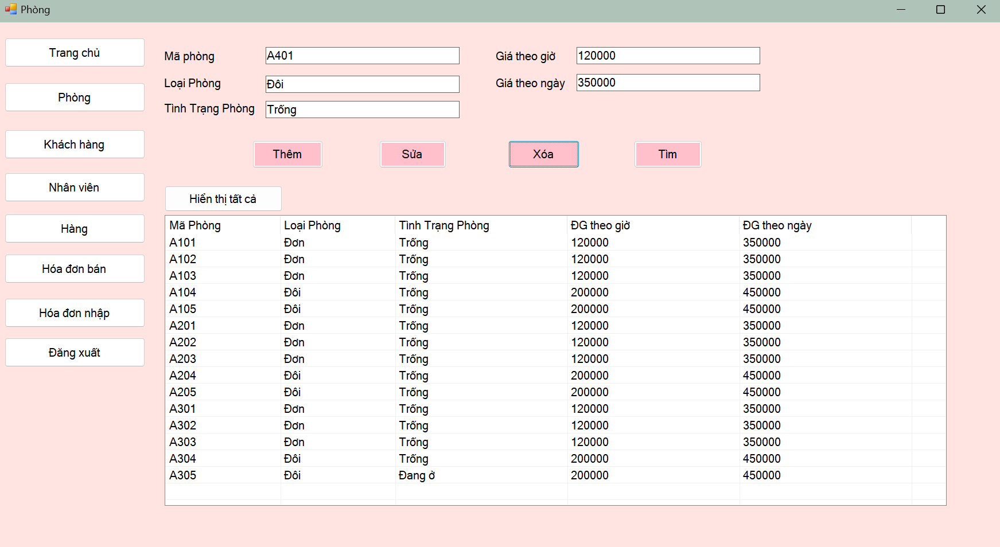 Phòng
Trang chủ
Phòng
Khách hàng
Nhân viên
Hàng
Hóa đơn bán
Hóa đơn nhập
Đăng xuất
Mã phòng A401 Giá theo giờ 120000
Loại Phòng Đôi Giá theo ngày 350000
Tình Trạng Phòng Trống
Thêm Sửa Xóa Tìm
Hiển thị tất cả
Mã Phòng Loại Phòng Tình Trạng Phòng ĐG theo giờ ĐG theo ngày
A101 Đơn Trống 120000 350000
A102 Đơn Trống 120000 350000
A103 Đơn Trống 120000 350000
A104 Đôi Trống 200000 450000
A105 Đôi Trống 200000 450000
A201 Đơn Trống 120000 350000
A202 Đơn Trống 120000 350000
A203 Đơn Trống 120000 350000
A204 Đôi Trống 200000 450000
A205 Đôi Trống 200000 450000
A301 Đơn Trống 120000 350000
A302 Đơn Trống 120000 350000
A303 Đơn Trống 120000 350000
A304 Đôi Trống 200000 450000
A305 Đôi Đang ở 200000 450000